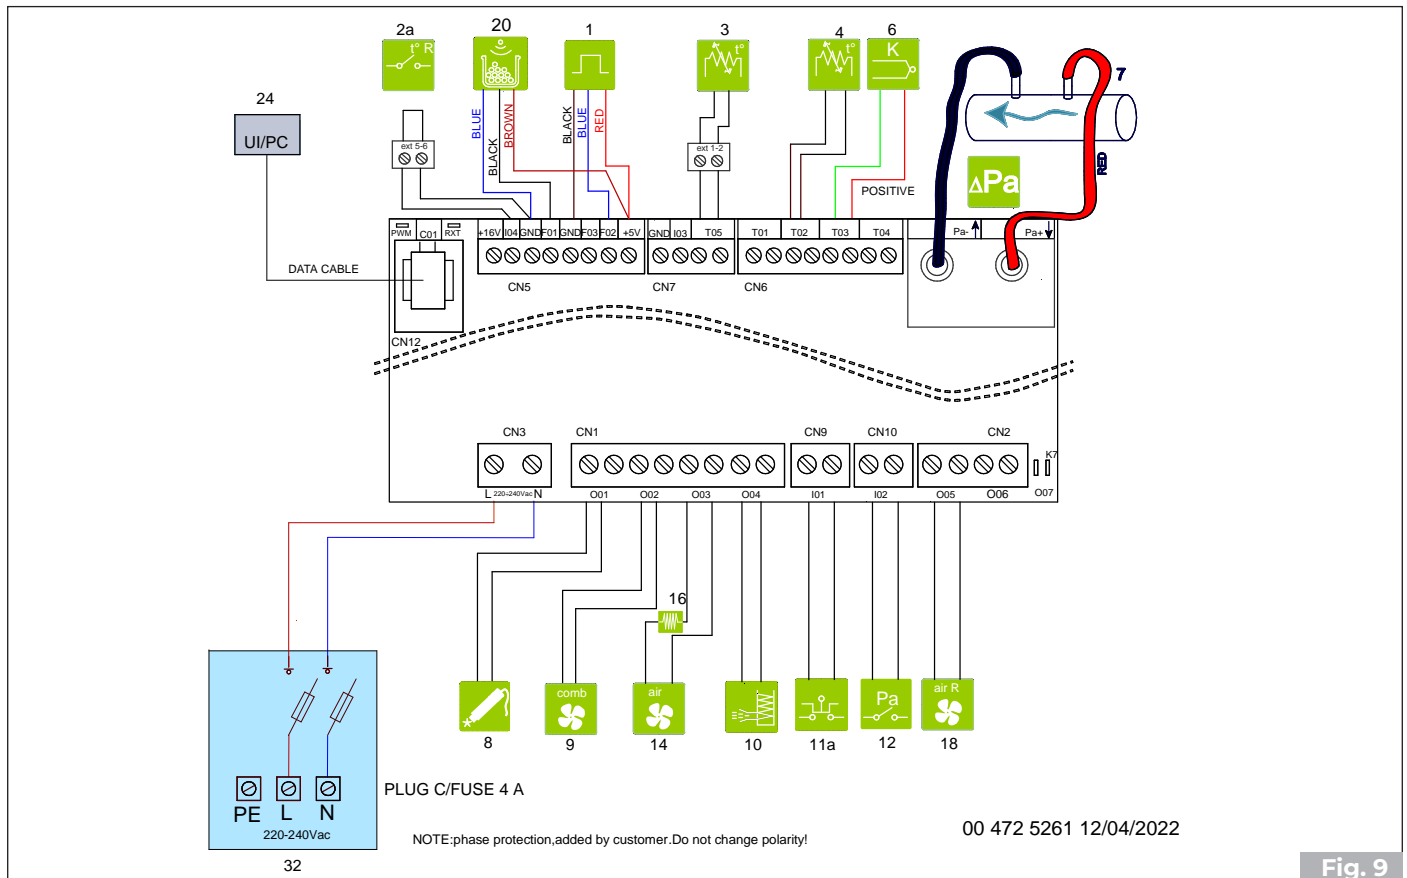 2a 20 1 3 4 6
t° R
t°
t°
K
7
24
UI/PC
BLUE
BLACK
BROWN
BLACK
BLUE
RED
RED
ext 5-6
ext 1-2
ΔPa
POSITIVE
PWM C01 RXT
+16V I04 GND F01 GND F03 F02 +5V
GND I03 T05
T01 T02 T03 T04
Pa- Pa+
DATA CABLE
CN5 CN7 CN6
CN12
CN3 CN1 CN9 CN10 CN2
K7
L 220÷240Vac N
O01 O02 O03 O04 I01 I02 O05 O06 O07
16
comb
air
Pa
air R
8 9 14 10 11a 12 18
PLUG C/FUSE 4 A
PE L N
220-240Vac
32
NOTE:phase protection,added by customer.Do not change polarity!
00 472 5261 12/04/2022
Fig. 9